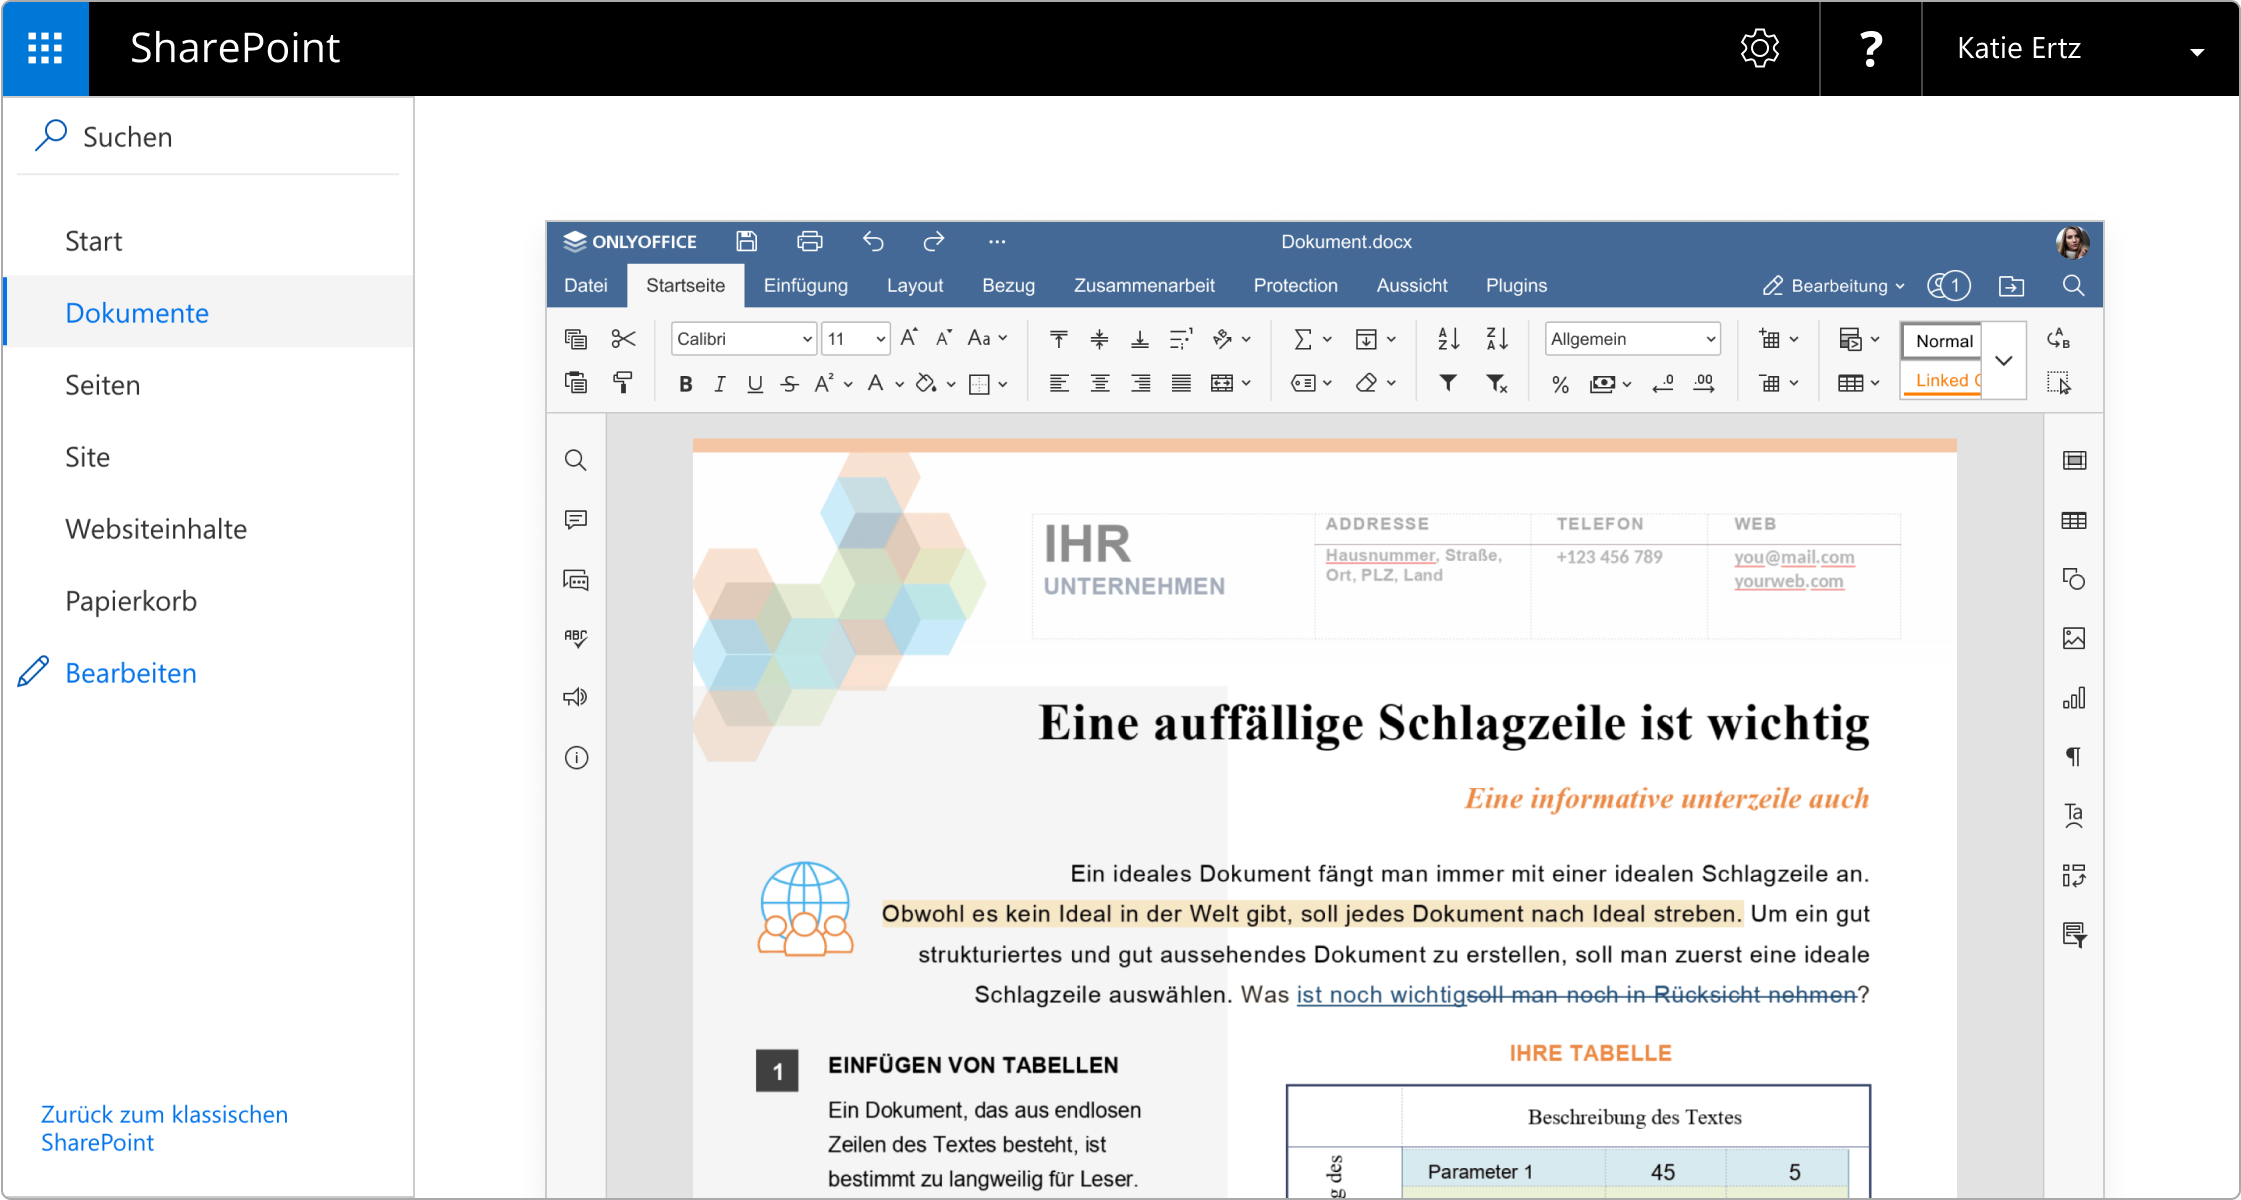 SharePoint
?
Katie Ertz
Suchen
Start
Dokumente
Seiten
Site
Websiteinhalte
Papierkorb
Bearbeiten
Zurück zum klassischen
SharePoint
ONLYOFFICE
Dokument.docx
Datei Startseite Einfügung Layout Bezug Zusammenarbeit Protection Aussicht Plugins
Bearbeitung
1
Calibri 11 Aa
Allgemein
Normal
Linked
IHR
UNTERNEHMEN
ADDRESSE
Hausnummer, Straße,
Ort, PLZ, Land
TELEFON
+123 456 789
WEB
you@mail.com
yourweb.com
Eine auffällige Schlagzeile ist wichtig
Eine informative unterzeile auch
Ein ideales Dokument fängt man immer mit einer idealen Schlagzeile an.
Obwohl es kein Ideal in der Welt gibt, soll jedes Dokument nach Ideal streben. Um ein gut
strukturiertes und gut aussehendes Dokument zu erstellen, soll man zuerst eine ideale
Schlagzeile auswählen. Was ist noch wichtigsoll man noch in Rücksicht nehmen?
1
EINFÜGEN VON TABELLEN
Ein Dokument, das aus endlosen
Zeilen des Textes besteht, ist
bestimmt zu langweilig für Leser.
IHRE TABELLE
Beschreibung des Textes
des
Parameter 1 45 5